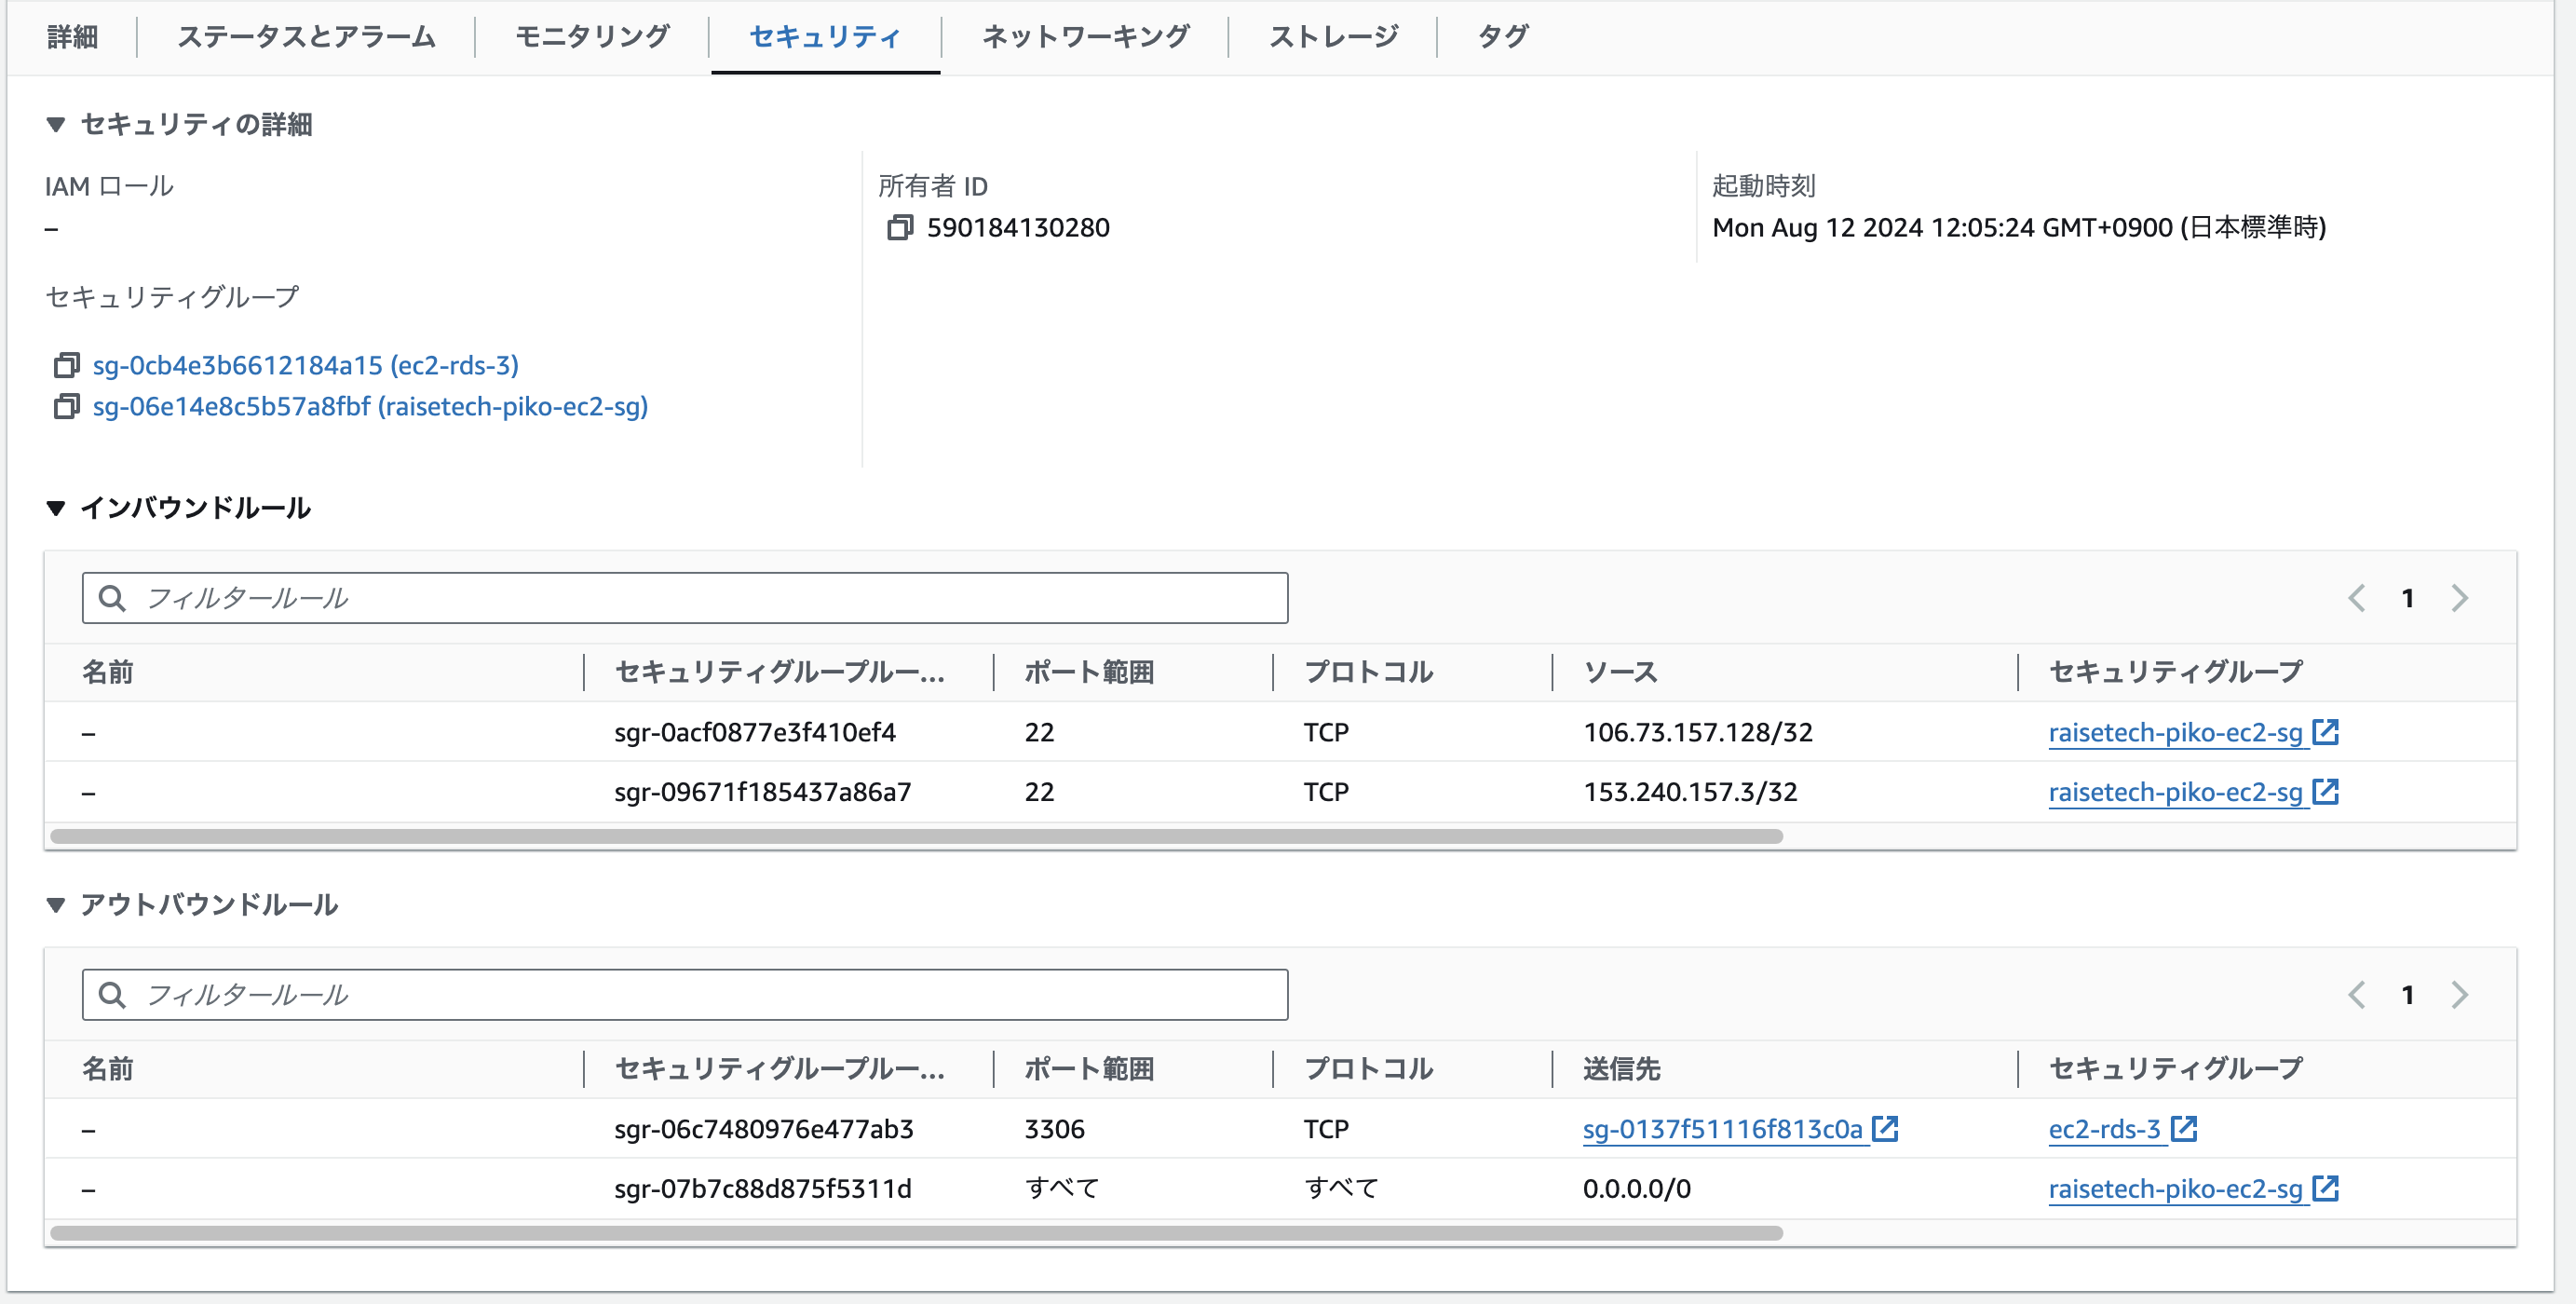 詳細 ステータスとアラーム モニタリング セキュリティ ネットワーキング ストレージ タグ
▼ セキュリティの詳細
IAM ロール 所有者 ID 起動時刻
– 590184130280 Mon Aug 12 2024 12:05:24 GMT+0900 (日本標準時)
セキュリティグループ
sg-0cb4e3b6612184a15 (ec2-rds-3)
sg-06e14e8c5b57a8fbf (raisetech-piko-ec2-sg)
▼ インバウンドルール
フィルタールール 1
名前 セキュリティグループルー... ポート範囲 プロトコル ソース セキュリティグループ
– sgr-0acf0877e3f410ef4 22 TCP 106.73.157.128/32 raisetech-piko-ec2-sg
– sgr-09671f185437a86a7 22 TCP 153.240.157.3/32 raisetech-piko-ec2-sg
▼ アウトバウンドルール
フィルタールール 1
名前 セキュリティグループルー... ポート範囲 プロトコル 送信先 セキュリティグループ
– sgr-06c7480976e477ab3 3306 TCP sg-0137f51116f813c0a ec2-rds-3
– sgr-07b7c88d875f5311d すべて すべて 0.0.0.0/0 raisetech-piko-ec2-sg